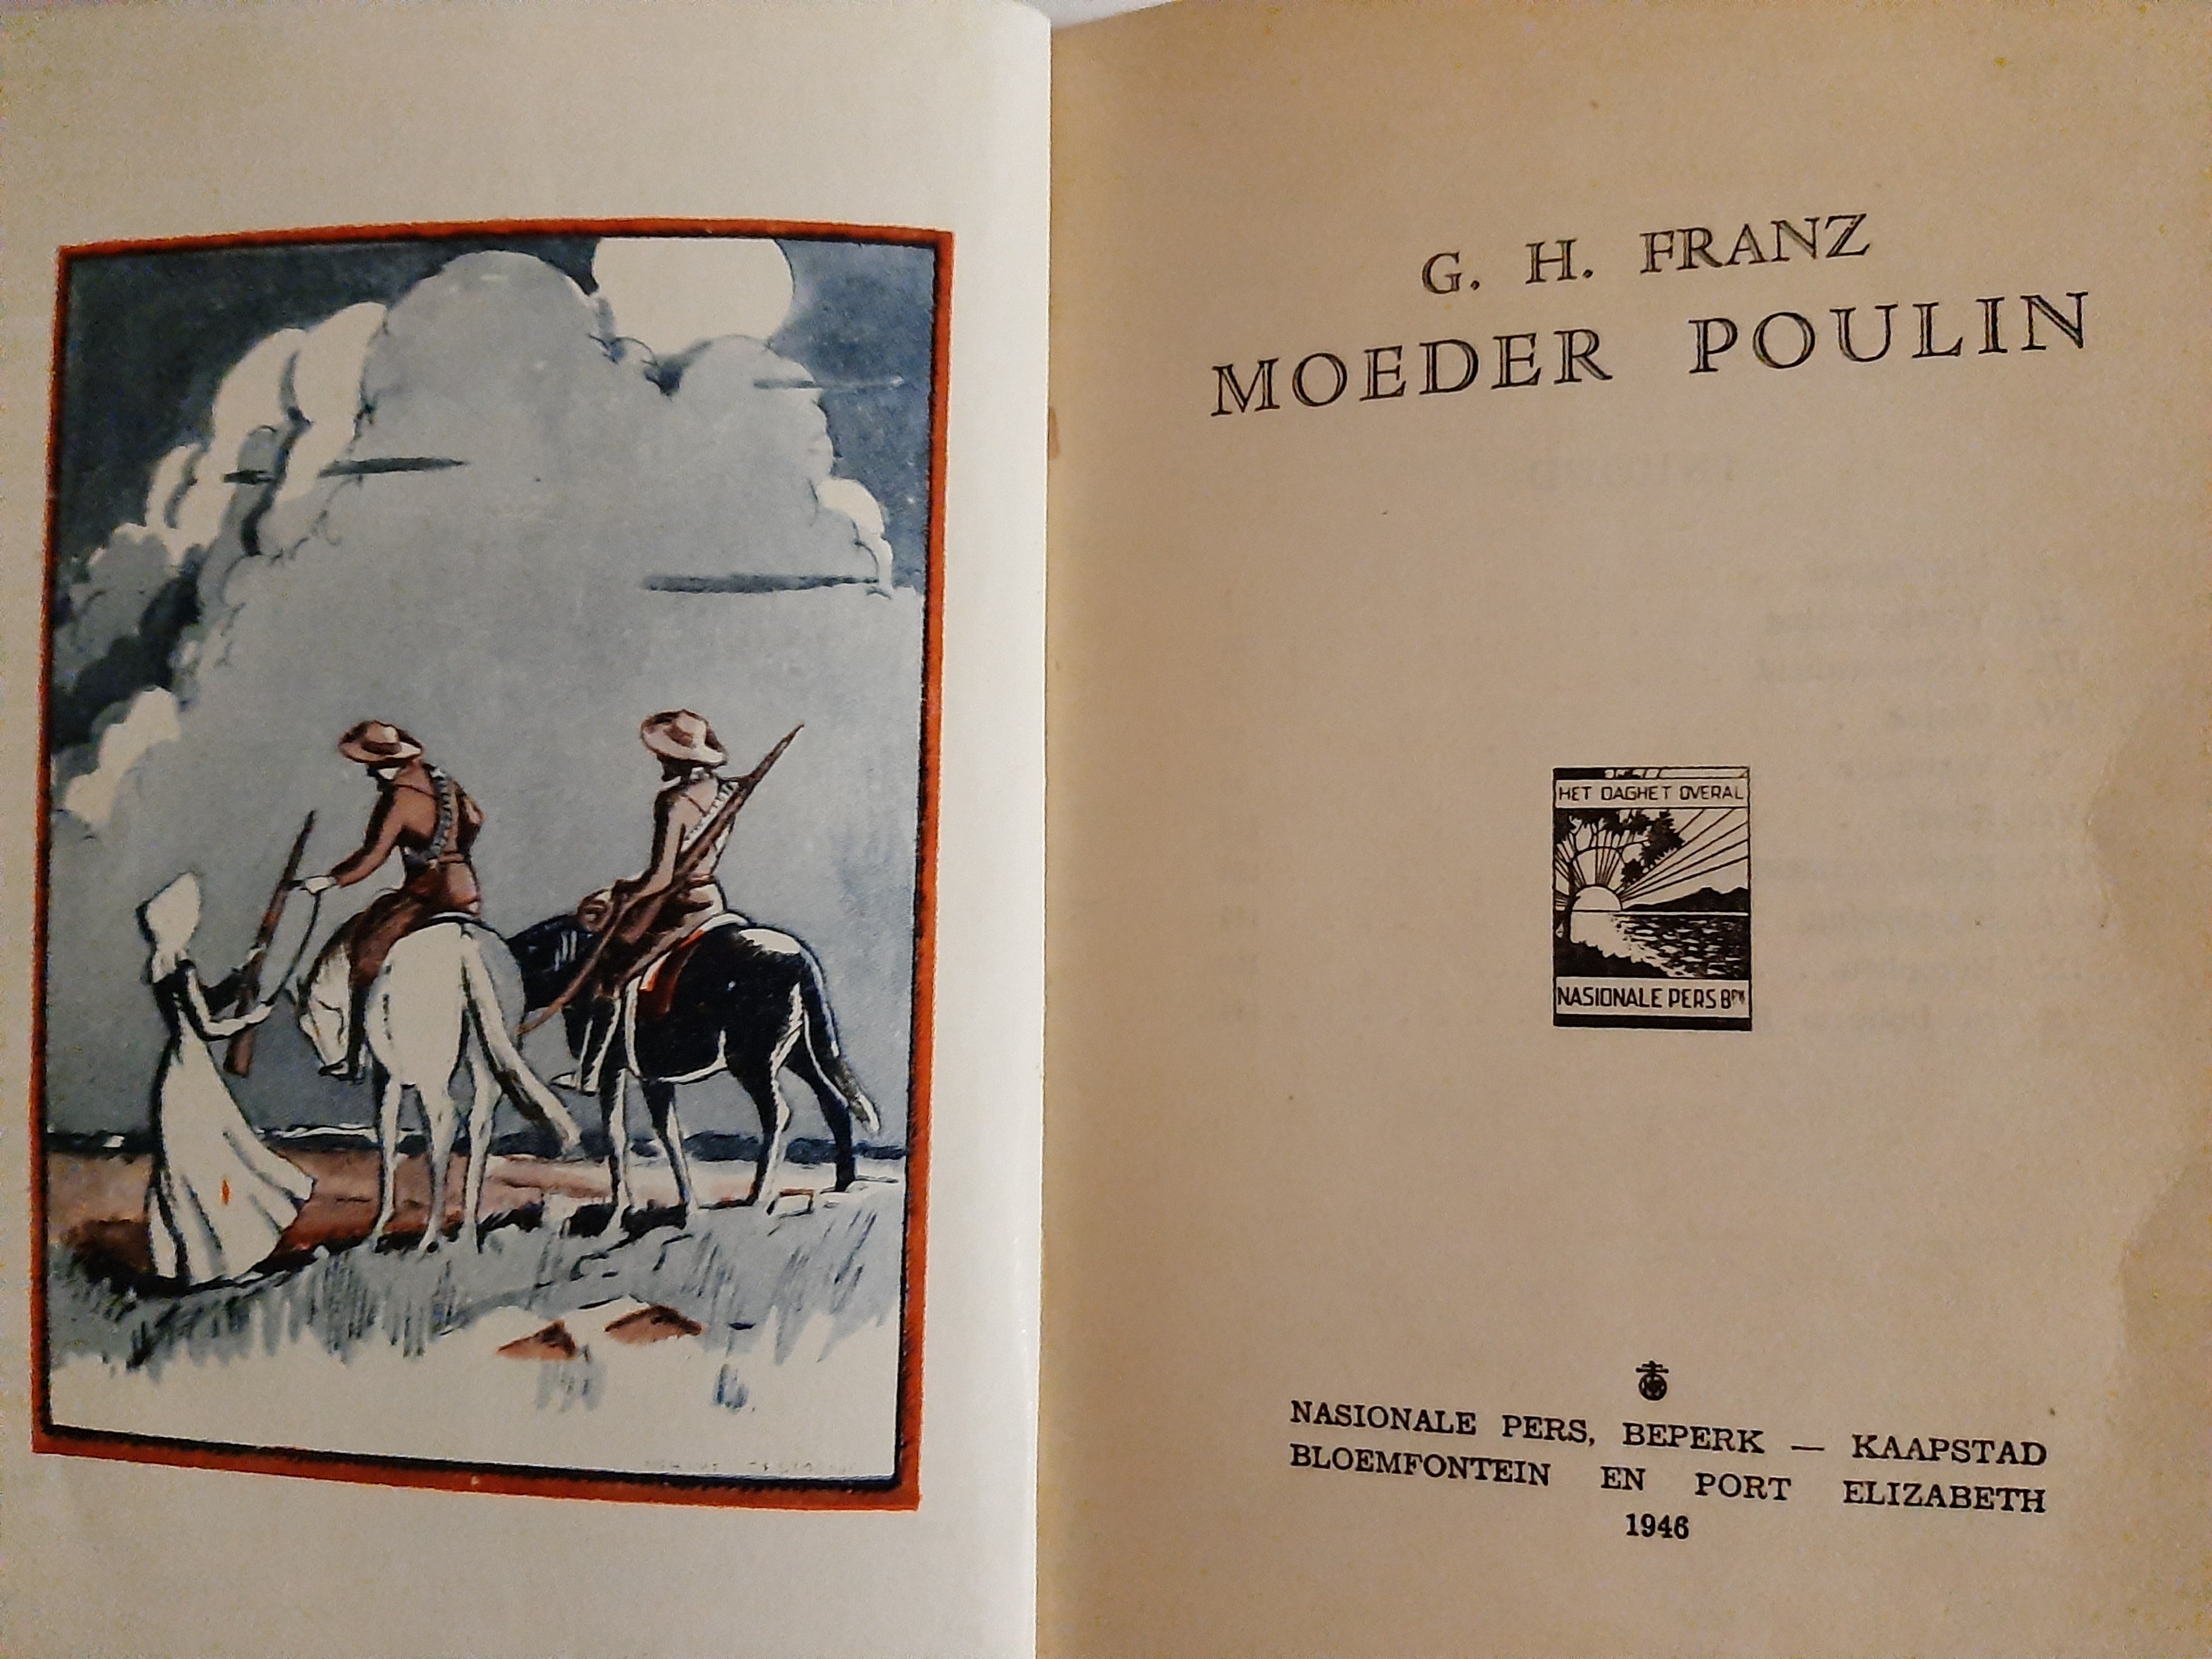 G. H. FRANZ
MOEDER POULIN
HET DAGHET OVERAL
NASIONALE PERS BPK
NASIONALE PERS, BEPERK — KAAPSTAD
BLOEMFONTEIN EN PORT ELIZABETH
1946